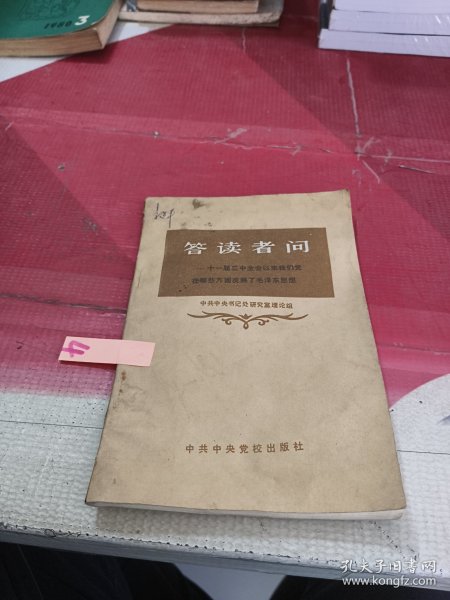 1980 3
答读者问
——十一届三中全会以来我们党
在哪些方面发展了毛泽东思想
中共中央书记处研究室理论组
44
中共中央党校出版社
孔夫子旧书网
www.kongfz.com